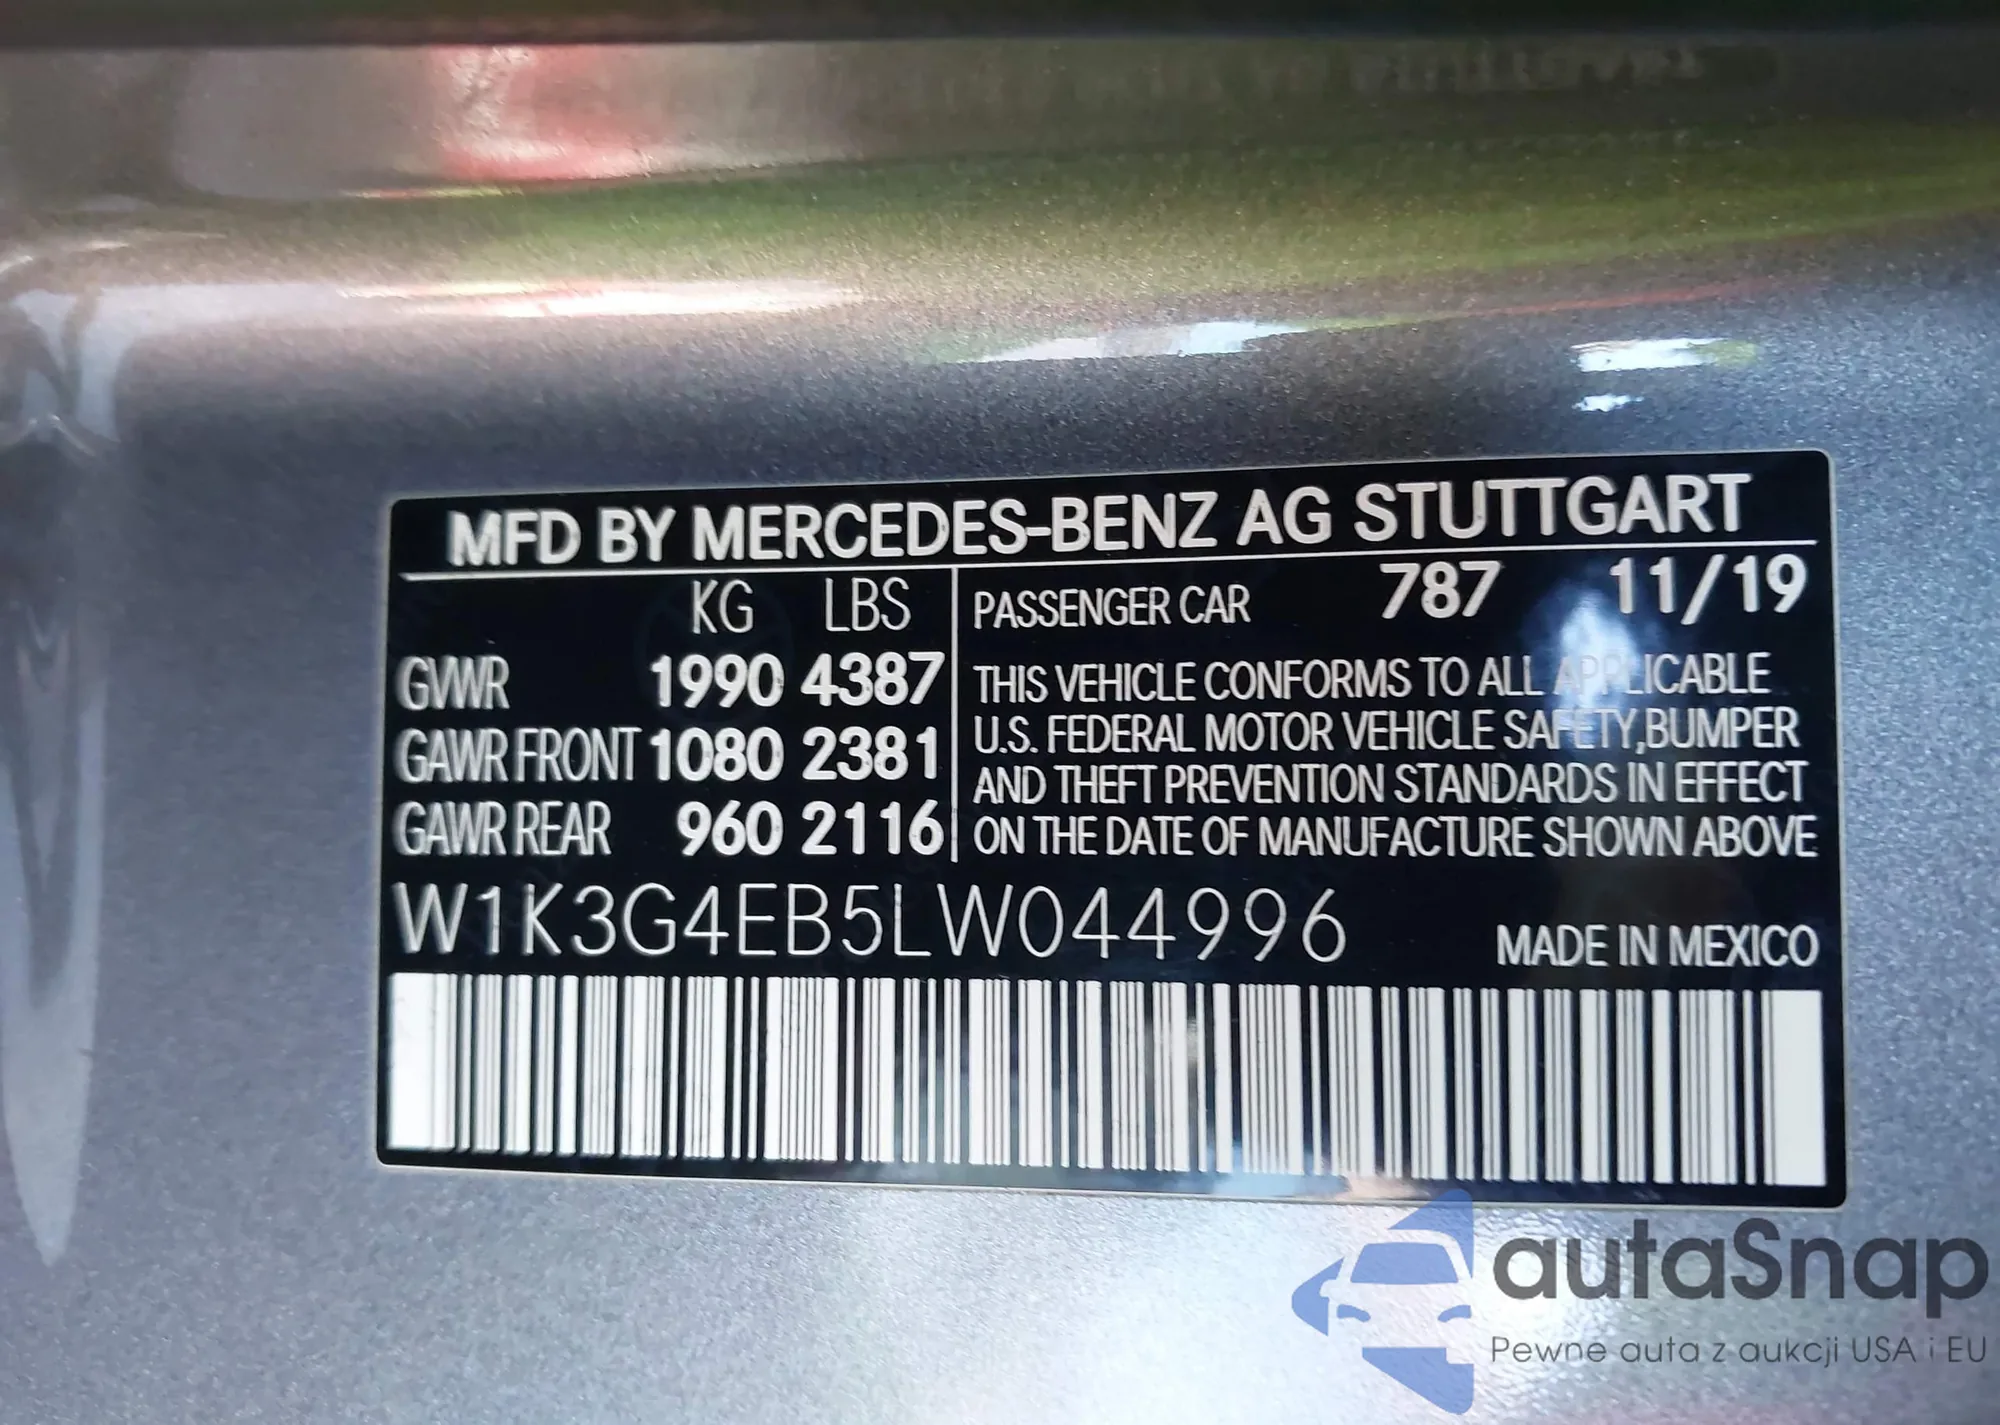 MFD BY MERCEDES-BENZ AG STUTTGART
KG LBS
GVWR 1990 4387
GAWR FRONT 1080 2381
GAWR REAR 960 2116
PASSENGER CAR 787 11/19
THIS VEHICLE CONFORMS TO ALL APPLICABLE
U.S. FEDERAL MOTOR VEHICLE SAFETY,BUMPER
AND THEFT PREVENTION STANDARDS IN EFFECT
ON THE DATE OF MANUFACTURE SHOWN ABOVE
W1K3G4EB5LW044996
MADE IN MEXICO
autaSnap
Pewne auta z aukcji USA i EU